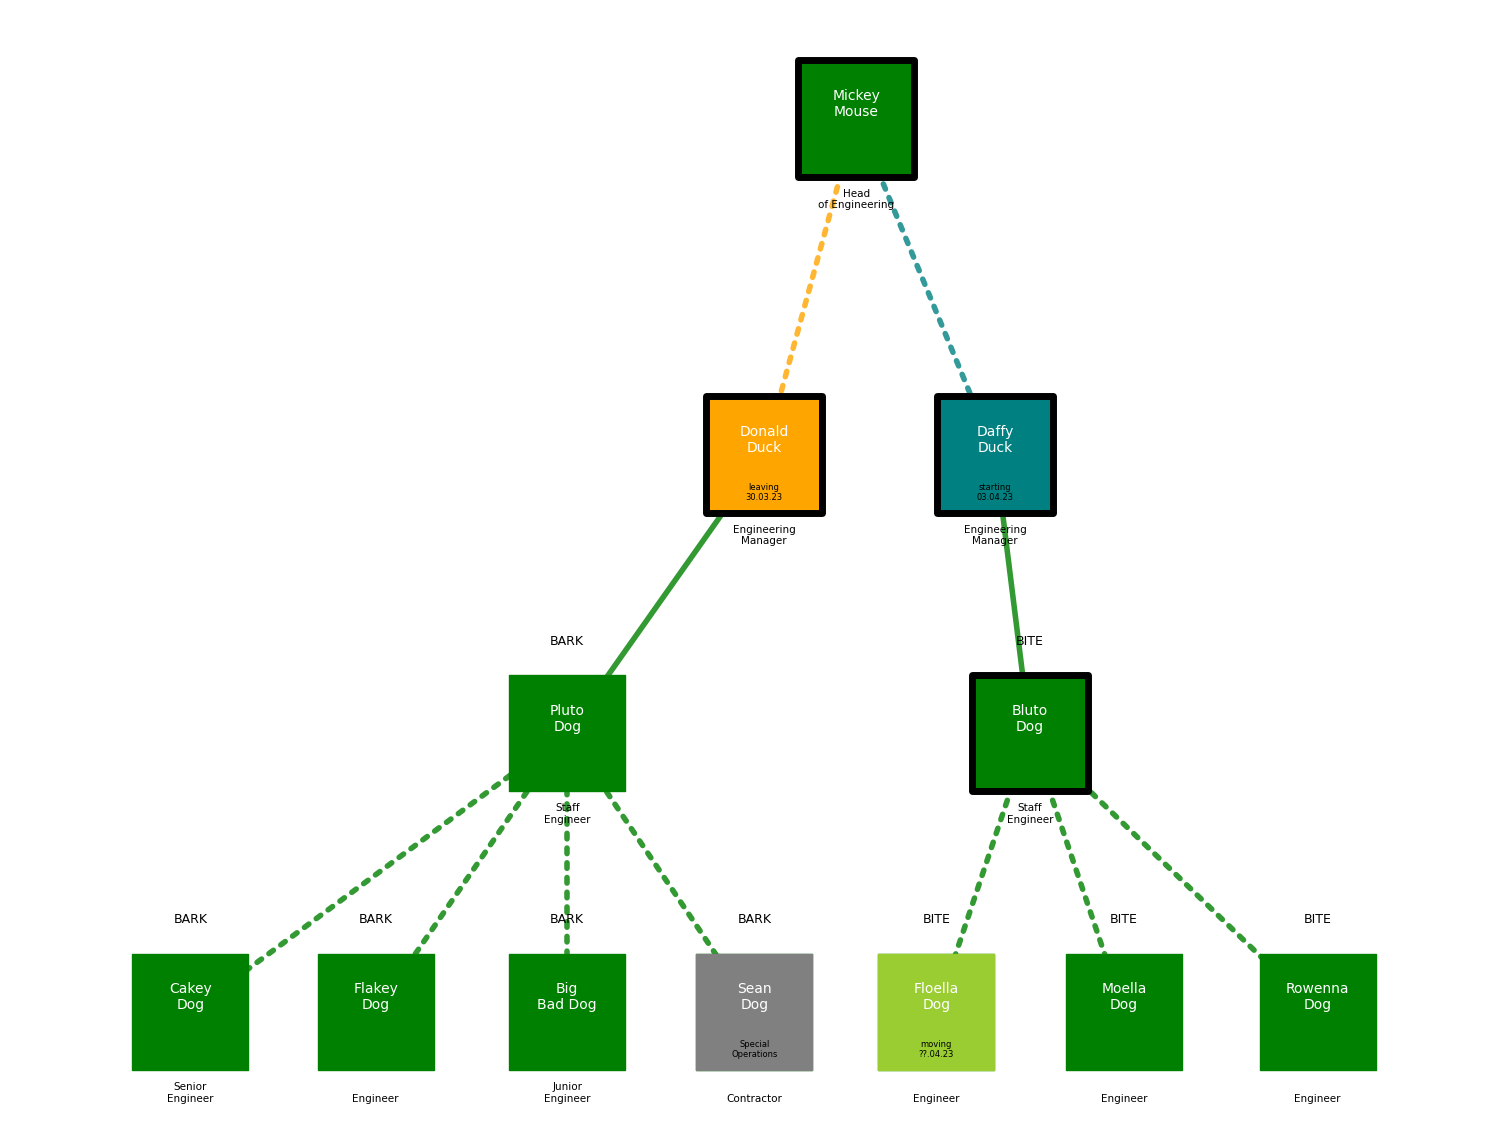 Mickey
Mouse
Head
of Engineering
Donald
Duck
leaving
30.03.23
Engineering
Manager
Daffy
Duck
starting
03.04.23
Engineering
Manager
BARK
Pluto
Dog
Staff
Engineer
BITE
Bluto
Dog
Staff
Engineer
BARK
Cakey
Dog
Senior
Engineer
BARK
Flakey
Dog
Engineer
BARK
Big
Bad Dog
Junior
Engineer
BARK
Sean
Dog
Special
Operations
Contractor
BITE
Floella
Dog
moving
??.04.23
Engineer
BITE
Moella
Dog
Engineer
BITE
Rowenna
Dog
Engineer